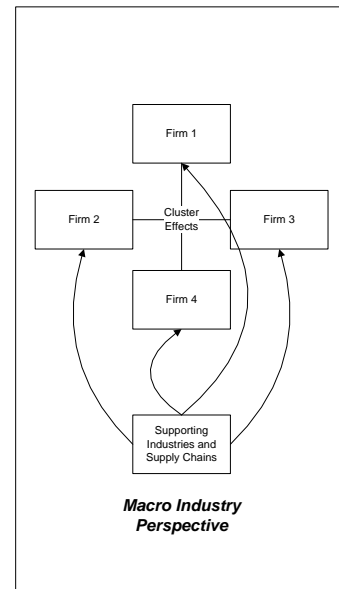 Firm 1
Cluster
Effects
Firm 2
Firm 3
Firm 4
Supporting
Industries and
Supply Chains
Macro Industry
Perspective